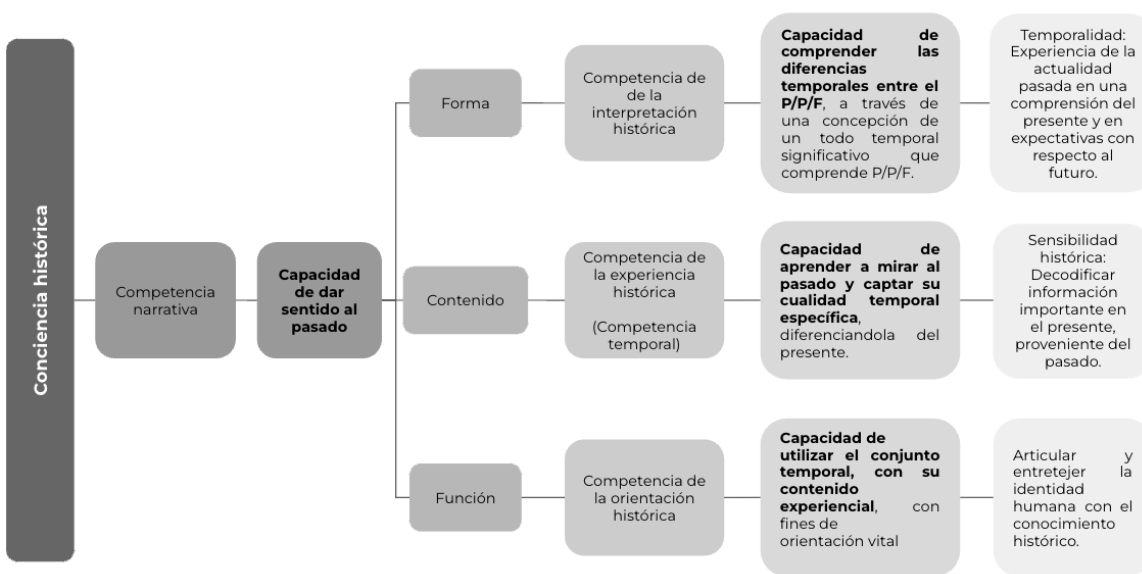 Conciencia histórica
Competencia
narrativa
Capacidad
de dar
sentido al
pasado
Forma
Competencia de
de la
interpretación
histórica
Capacidad de
comprender las
diferencias
temporales entre el
P/P/F, a través de
una concepción de
un todo temporal
significativo que
comprende P/P/F.
Temporalidad:
Experiencia de la
actualidad
pasada en una
comprensión del
presente y en
expectativas con
respecto al
futuro.
Contenido
Competencia de
la experiencia
histórica
(Competencia
temporal)
Capacidad de
aprender a mirar al
pasado y captar su
cualidad temporal
específica,
diferenciandola del
presente.
Sensibilidad
histórica:
Decodificar
información
importante en
el presente,
proveniente del
pasado.
Función
Competencia de
la orientación
histórica
Capacidad de
utilizar el conjunto
temporal, con su
contenido
experiencial, con
fines de
orientación vital
Articular y
entretejer la
identidad
humana con el
conocimiento
histórico.